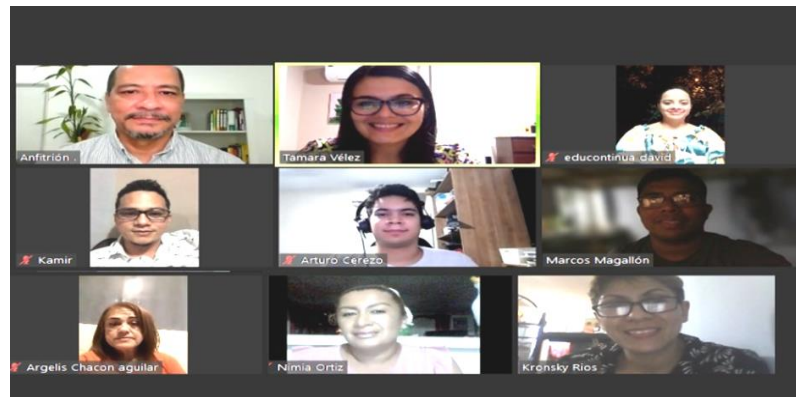 Anfitrión .
Tamara Vélez
educontinua.david
Kamir
Arturo Cerezo
Marcos Magallón
Argelis Chacon aguilar
Nimia Ortiz
Kronsky Rios